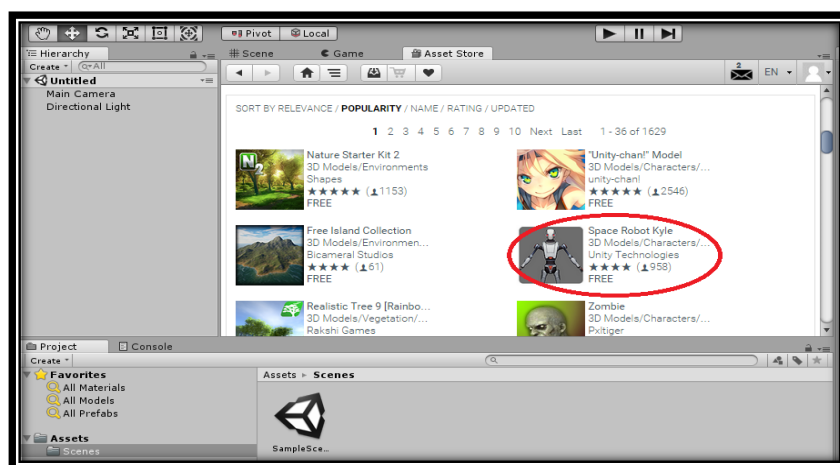 Pivot Local
Hierarchy
# Scene Game Asset Store
Create All
Untitled
Main Camera
Directional Light
2
EN
SORT BY RELEVANCE / POPULARITY / NAME / RATING / UPDATED
1 2 3 4 5 6 7 8 9 10 Next Last 1 - 36 of 1629
N2
Nature Starter Kit 2
3D Models/Environments
Shapes
★★★★★ (1153)
FREE
"Unity-chan!" Model
3D Models/Characters/...
unity-chan!
★★★★★ (2546)
FREE
Free Island Collection
3D Models/Environmen...
Bicameral Studios
★★★★ (61)
FREE
Space Robot Kyle
3D Models/Characters/...
Unity Technologies
★★★★ (958)
FREE
Realistic Tree 9 [Rainbo...
3D Models/Vegetation/...
Rakshi Games
Zombie
3D Models/Characters/...
Pxltiger
Project Console
Create
Favorites
All Materials
All Models
All Prefabs
Assets
Scenes
Assets ▸ Scenes
SampleSce...